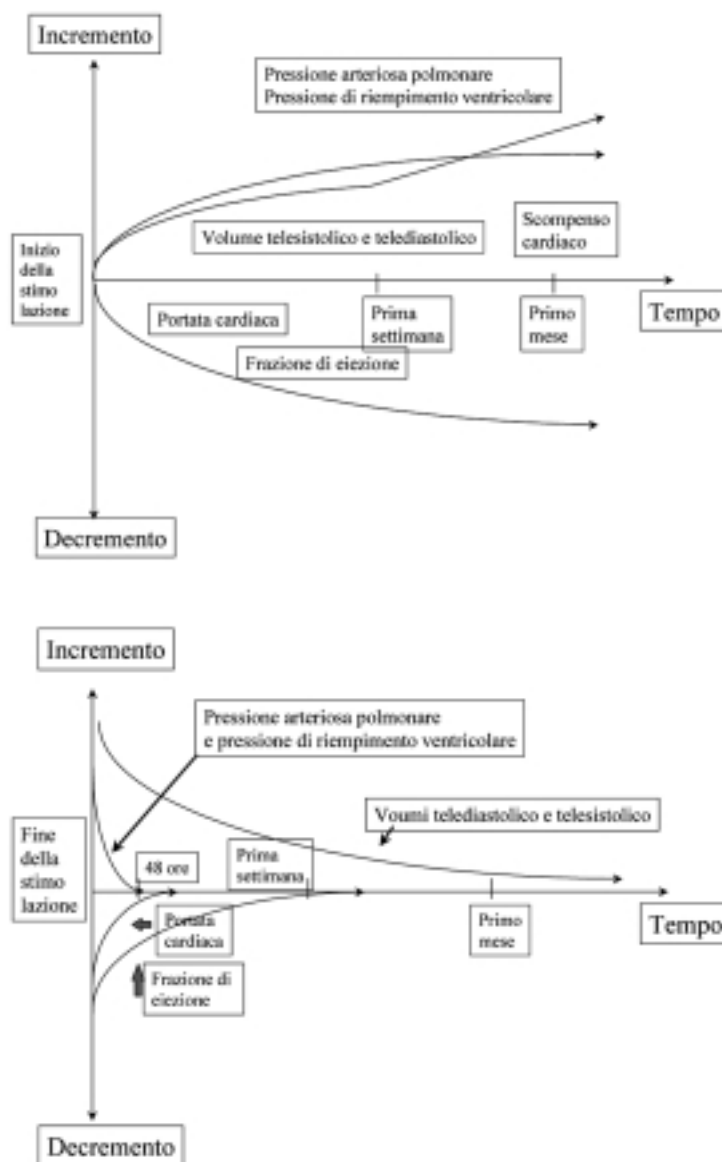 Incremento
Pressione arteriosa polmonare
Pressione di riempimento ventricolare
Inizio
della
stimo
lazione
Volume telesistolico e telediastolico
Scompenso
cardiaco
Portata cardiaca
Prima
settimana
Primo
mese
Tempo
Frazione di eiezione
Decremento
Incremento
Pressione arteriosa polmonare
e pressione di riempimento ventricolare
Fine
della
stimo
lazione
48 ore
Prima
settimana
Voumi telediastolico e telesistolico
Portata
cardiaca
Primo
mese
Tempo
Frazione di
eiezione
Decremento